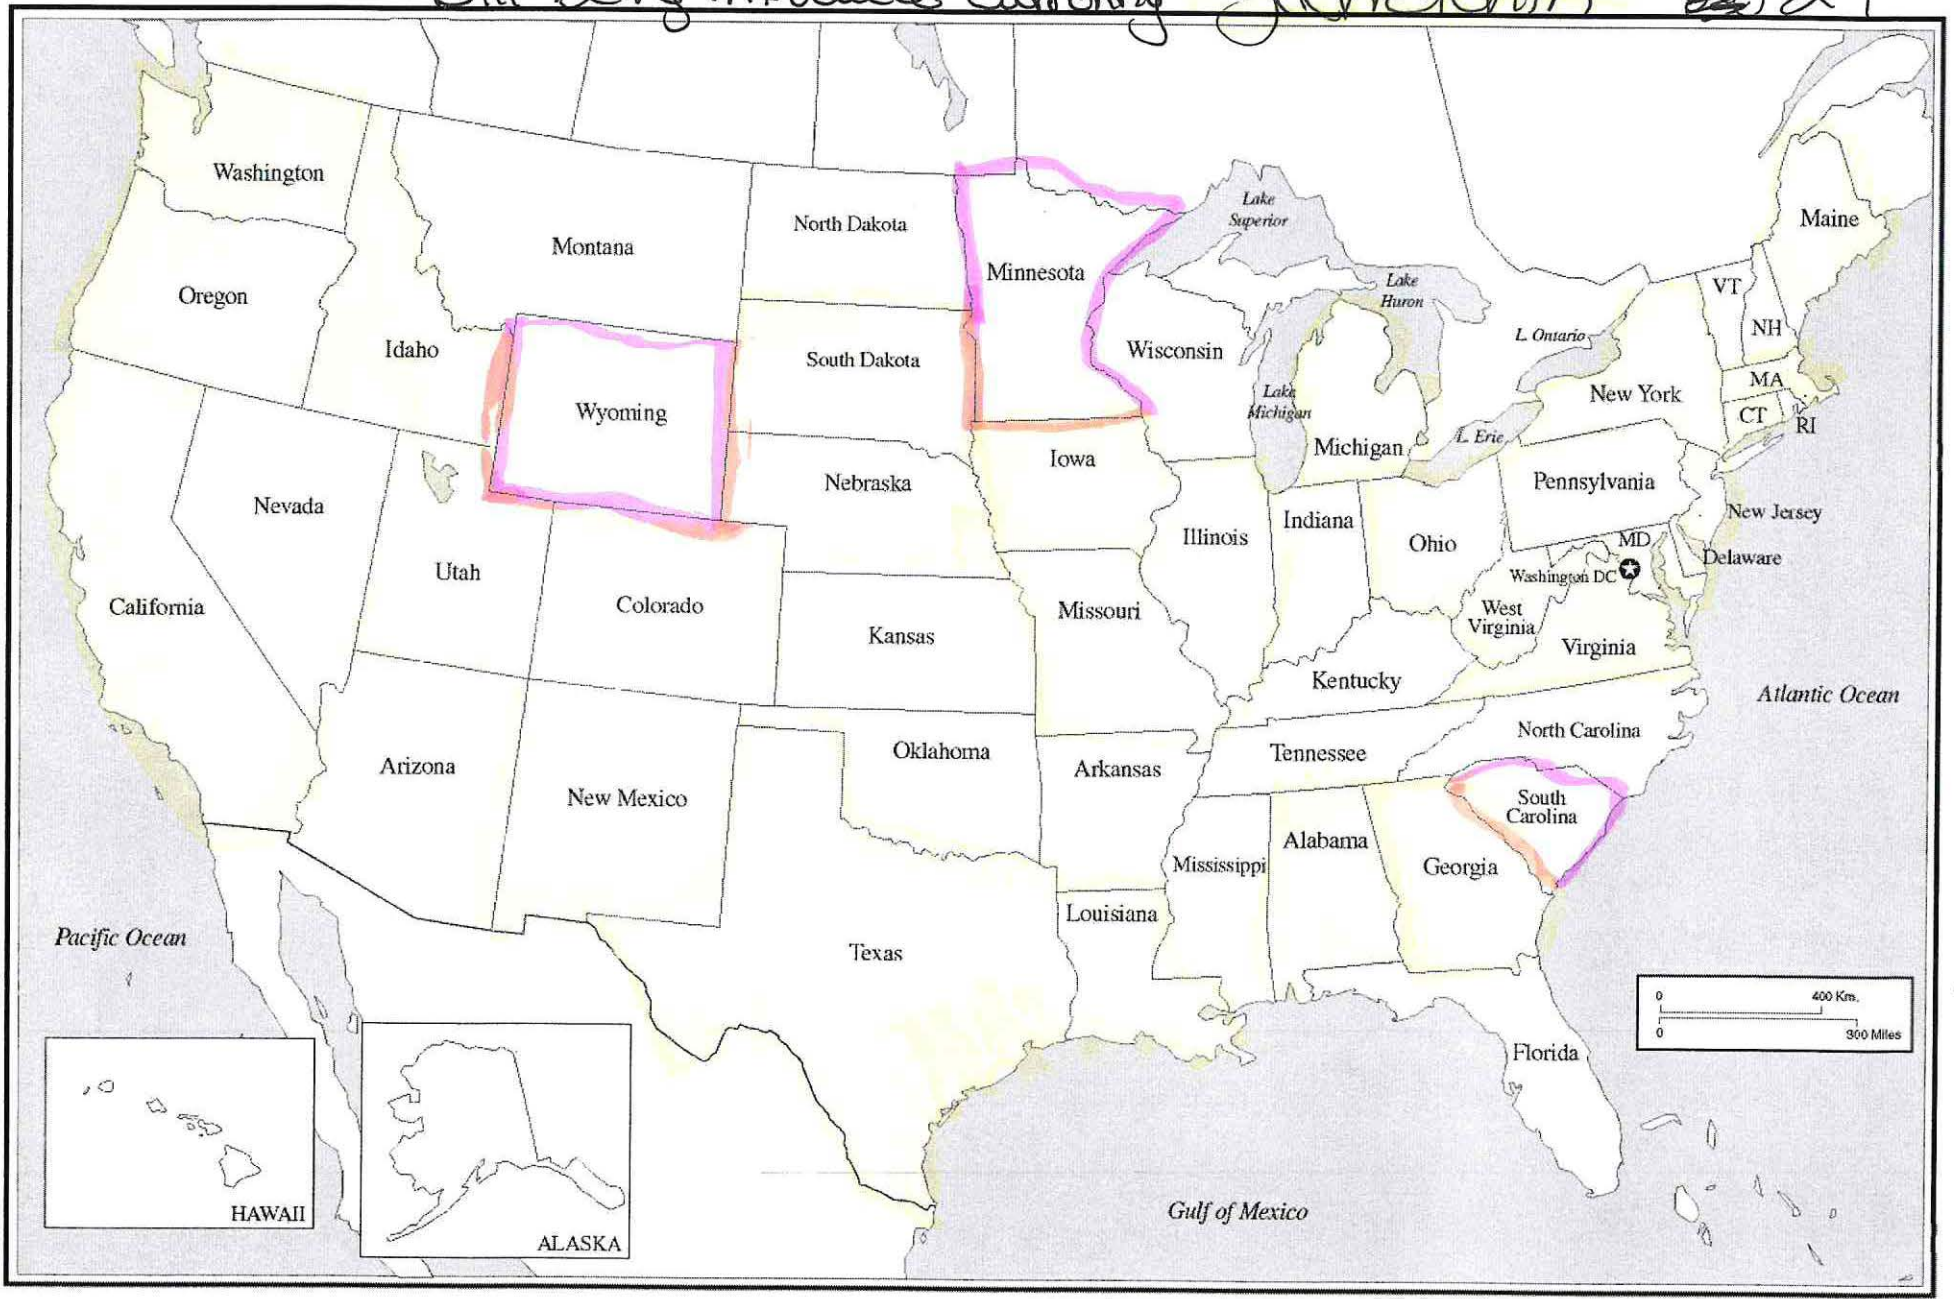 Bill being introduced currently
Washington
Montana
North Dakota
Minnesota
Lake
Superior
Maine
Oregon
Idaho
Wyoming
South Dakota
Wisconsin
Lake
Huron
L. Ontario
VT
NH
New York
MA
CT
RI
Lake
Michigan
Michigan
L. Erie
Pennsylvania
New Jersey
Nevada
Nebraska
Iowa
Illinois
Indiana
Ohio
MD
Delaware
Washington DC
California
Utah
Colorado
Kansas
Missouri
West
Virginia
Virginia
Kentucky
Atlantic Ocean
Arizona
New Mexico
Oklahoma
Arkansas
Tennessee
North Carolina
South
Carolina
Mississippi
Alabama
Georgia
Louisiana
Texas
Pacific Ocean
Florida
0 400 Km.
0 300 Miles
HAWAII
ALASKA
Gulf of Mexico